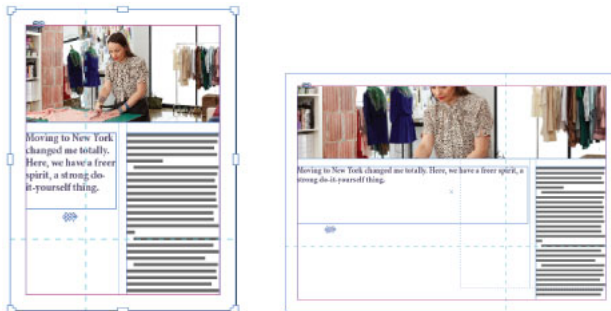 Moving to New York
changed me totally.
Here, we have a freer
spirit, a strong do-
it-yourself thing.
Moving to New York changed me totally. Here, we have a freer spirit, a
strong do-it-yourself thing.